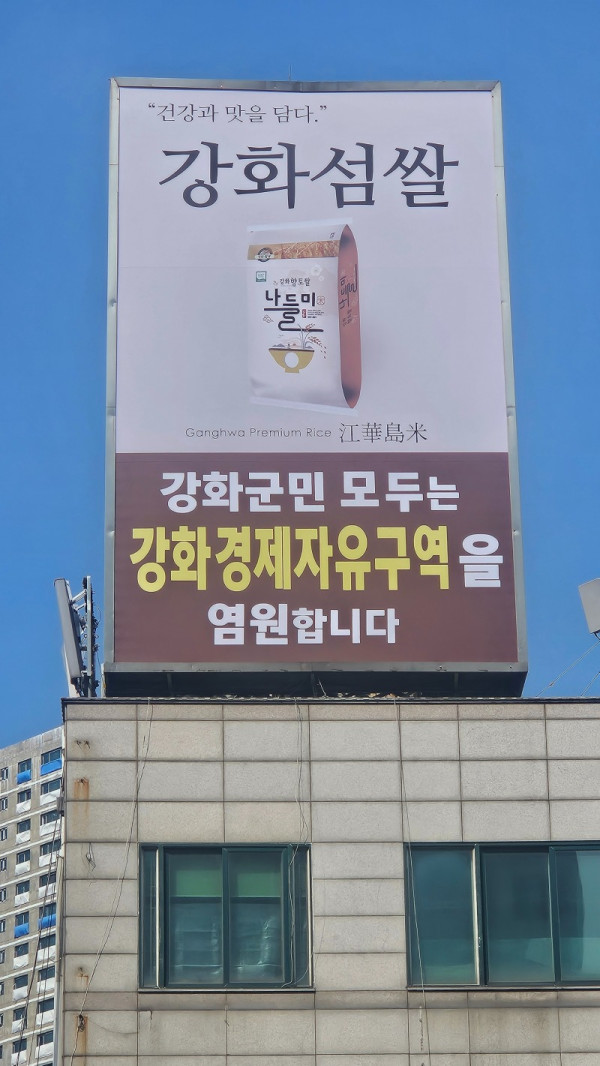 “건강과 맛을 담다.”
강화섬쌀
강화섬쌀
나들미
Ganghwa Premium Rice 江華島米
강화군민 모두는
강화경제자유구역을
염원합니다